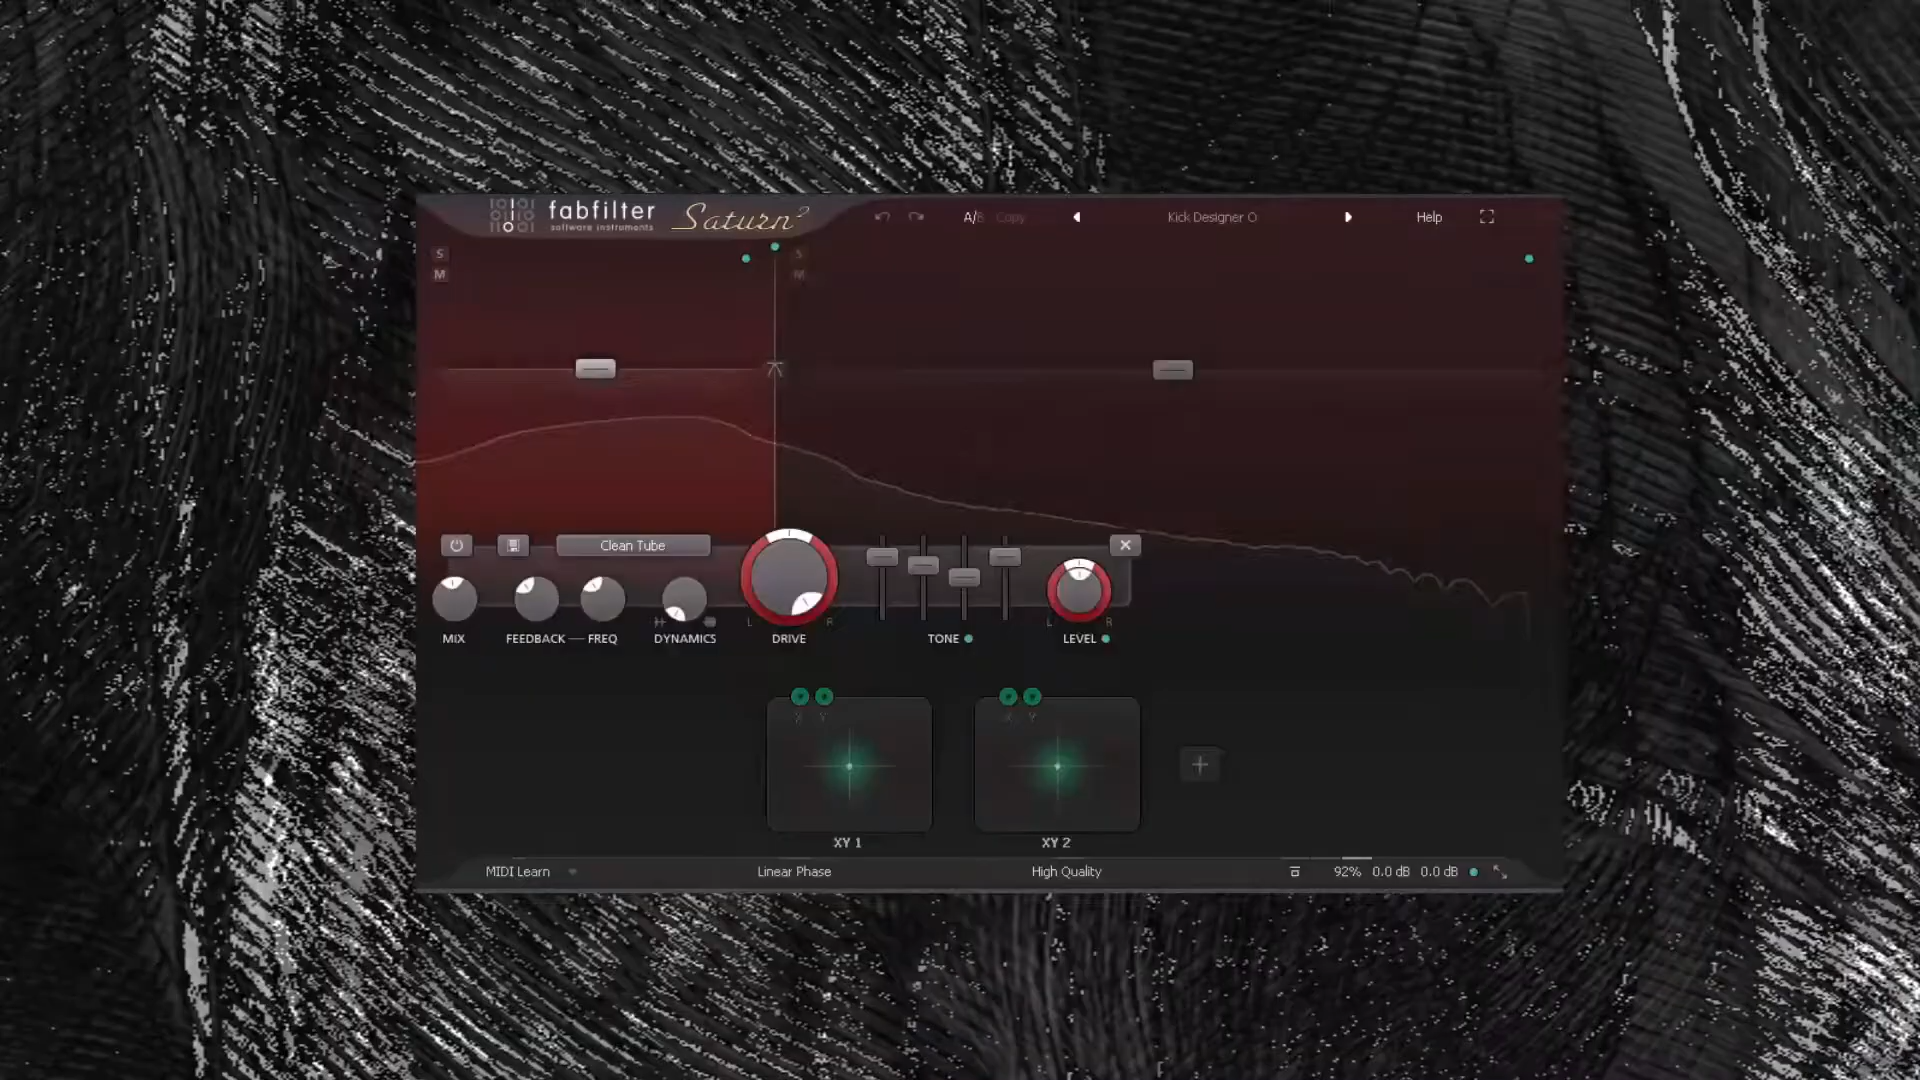 fabfilter
software instruments
Saturn 2
A/B Copy
Kick Designer O
Help
S
M
S
M
Clean Tube
MIX
FEEDBACK
FREQ
DYNAMICS
L
R
DRIVE
TONE
L
R
LEVEL
X Y
X Y
XY 1
XY 2
MIDI Learn
Linear Phase
High Quality
92% 0.0 dB 0.0 dB